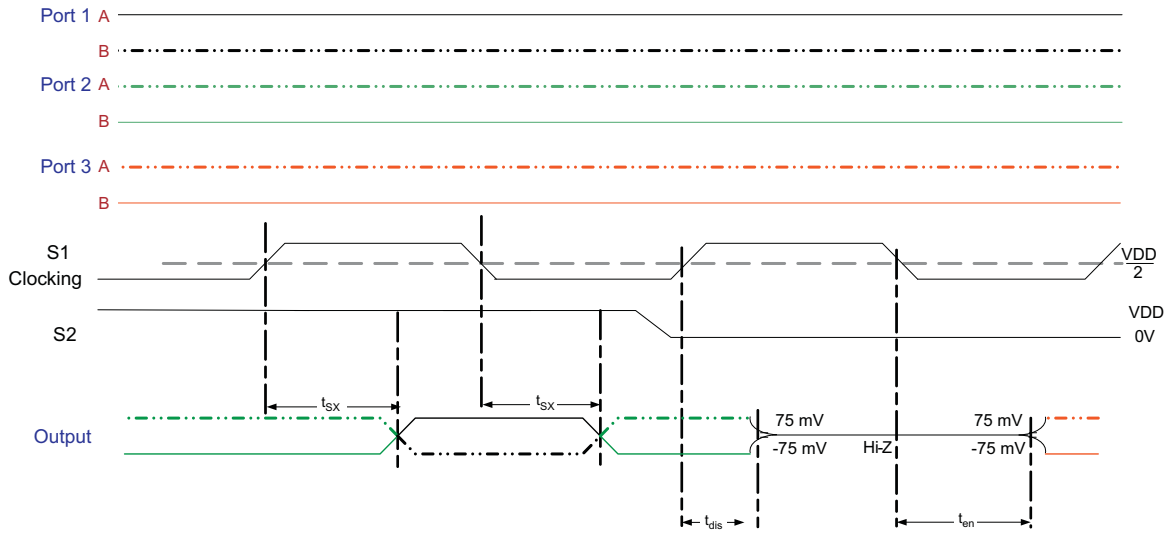 Port 1 A
B
Port 2 A
B
Port 3 A
B
S1
Clocking
VDD
2
S2
VDD
0V
tSX
tSX
Output
75 mV
-75 mV
Hi-Z
75 mV
-75 mV
tdis
ten